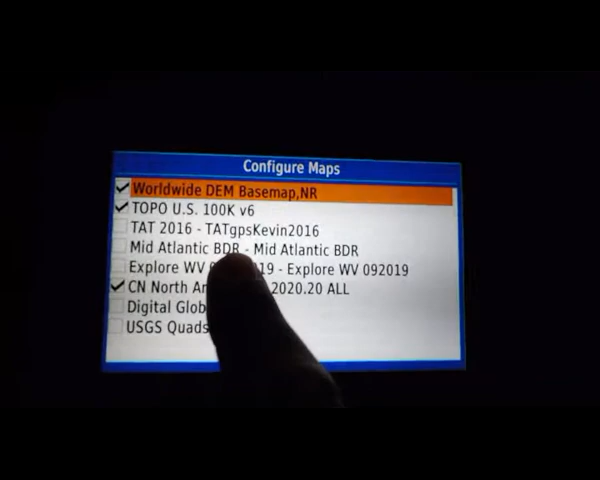 Configure Maps
Worldwide DEM Basemap,NR
TOPO U.S. 100K v6
TAT 2016 - TATgpsKevin2016
Mid Atlantic BDR - Mid Atlantic BDR
Explore WV 19 - Explore WV 092019
CN North 2020.20 ALL
Digital
USGS Quads